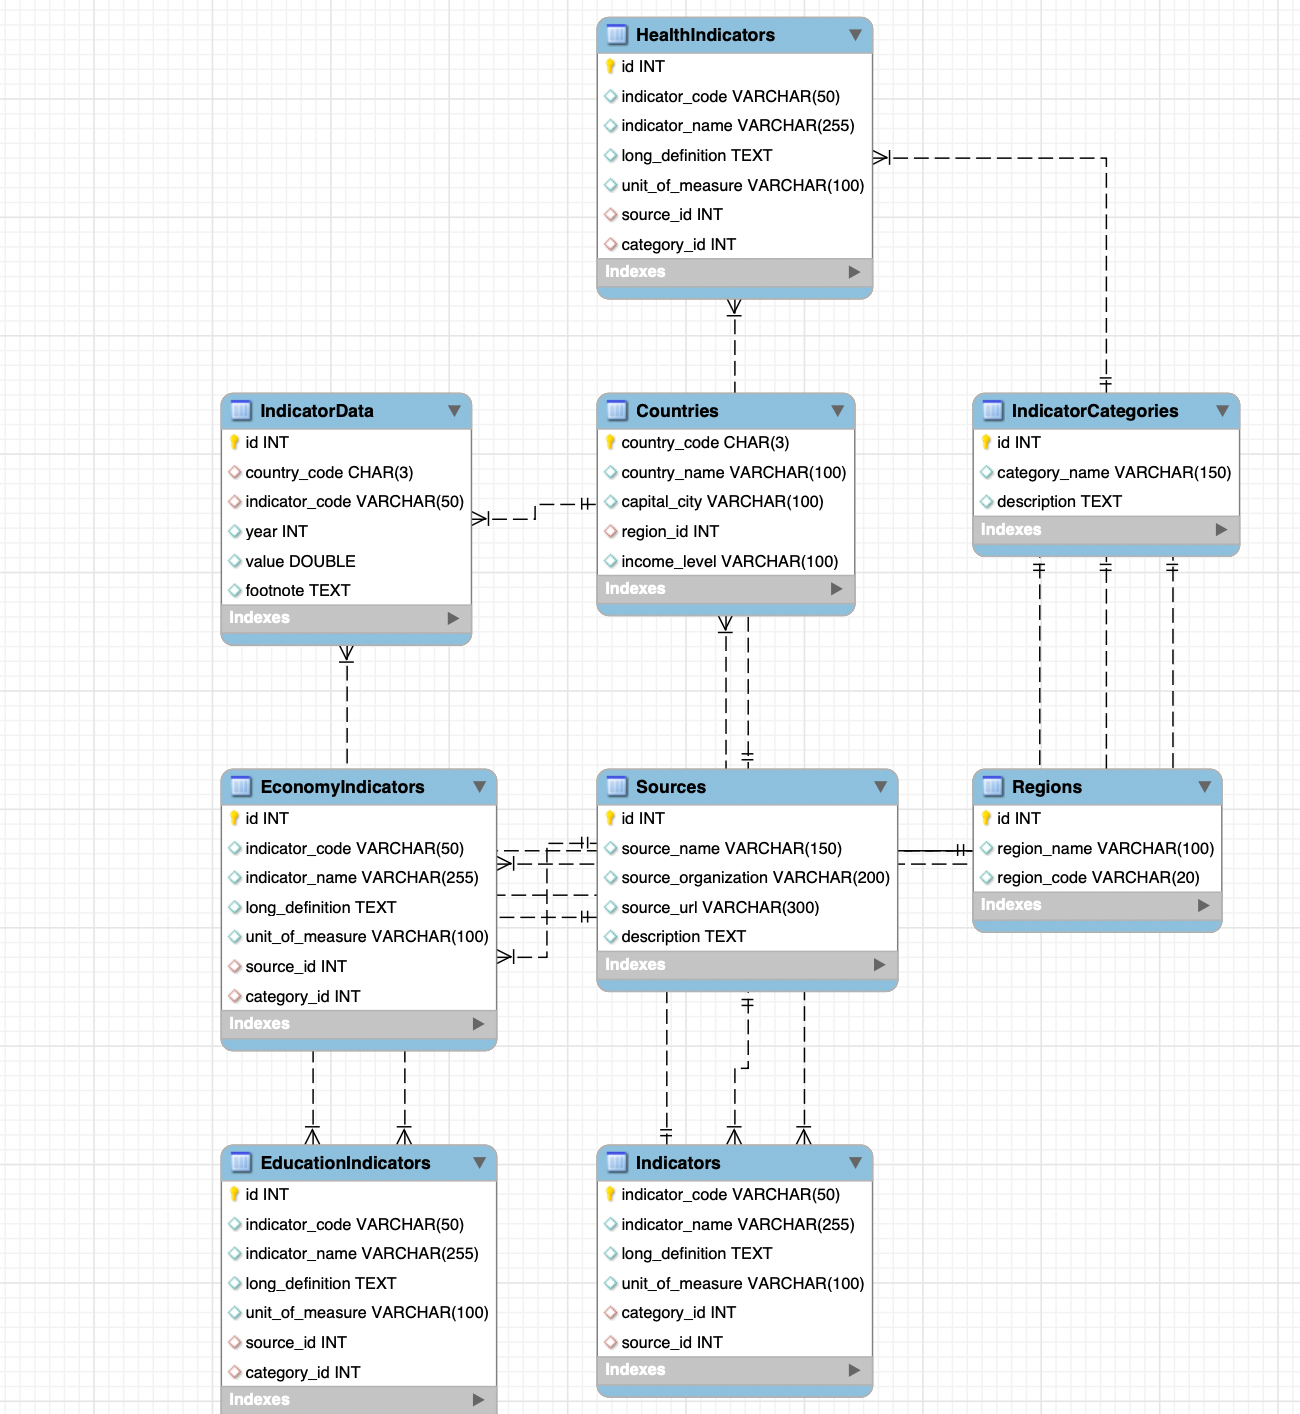 HealthIndicators
id INT
indicator_code VARCHAR(50)
indicator_name VARCHAR(255)
long_definition TEXT
unit_of_measure VARCHAR(100)
source_id INT
category_id INT
Indexes
IndicatorData
id INT
country_code CHAR(3)
indicator_code VARCHAR(50)
year INT
value DOUBLE
footnote TEXT
Indexes
Countries
country_code CHAR(3)
country_name VARCHAR(100)
capital_city VARCHAR(100)
region_id INT
income_level VARCHAR(100)
Indexes
IndicatorCategories
id INT
category_name VARCHAR(150)
description TEXT
Indexes
EconomyIndicators
id INT
indicator_code VARCHAR(50)
indicator_name VARCHAR(255)
long_definition TEXT
unit_of_measure VARCHAR(100)
source_id INT
category_id INT
Indexes
Sources
id INT
source_name VARCHAR(150)
source_organization VARCHAR(200)
source_url VARCHAR(300)
description TEXT
Indexes
Regions
id INT
region_name VARCHAR(100)
region_code VARCHAR(20)
Indexes
EducationIndicators
id INT
indicator_code VARCHAR(50)
indicator_name VARCHAR(255)
long_definition TEXT
unit_of_measure VARCHAR(100)
source_id INT
category_id INT
Indexes
Indicators
indicator_code VARCHAR(50)
indicator_name VARCHAR(255)
long_definition TEXT
unit_of_measure VARCHAR(100)
category_id INT
source_id INT
Indexes